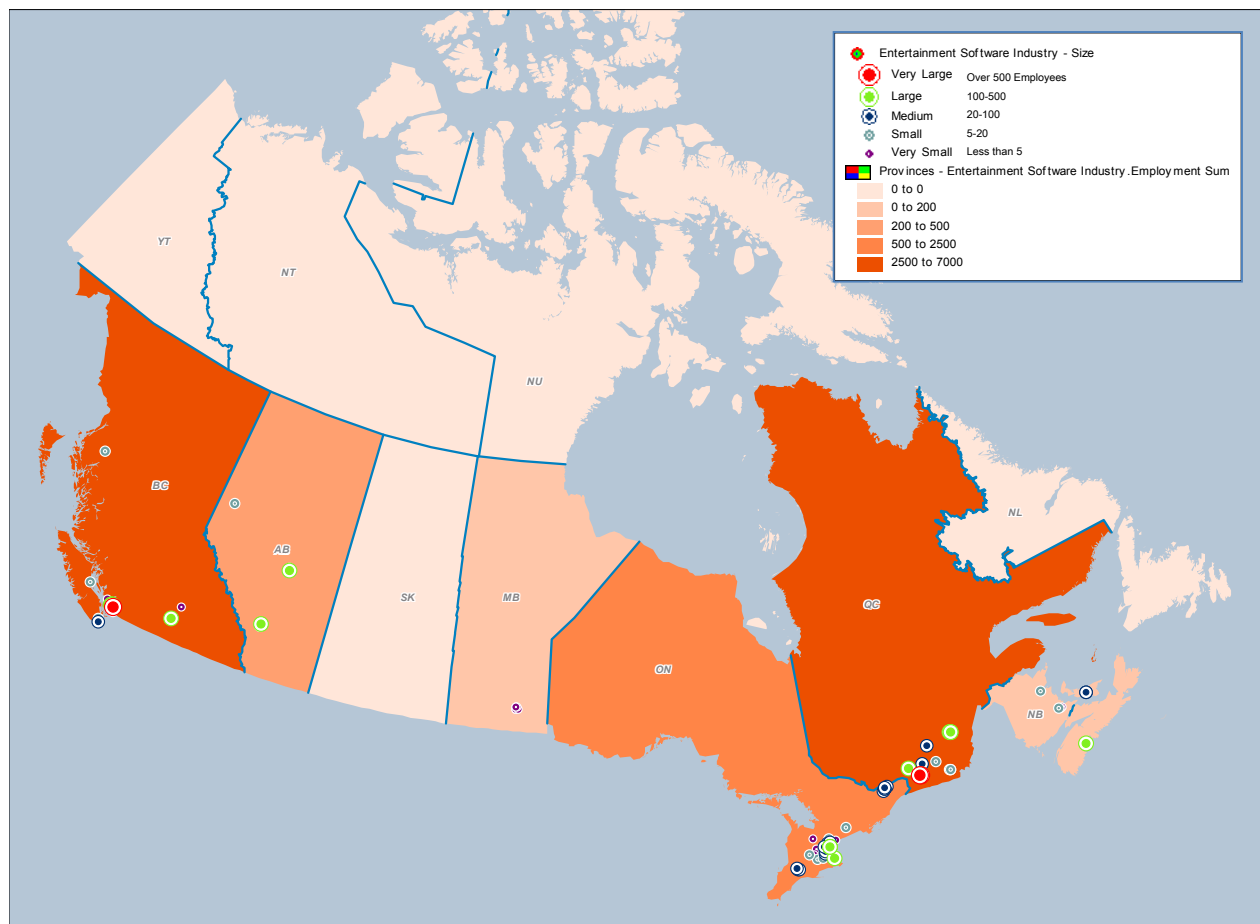 Entertainment Software Industry - Size
Very Large Over 500 Employees
Large 100-500
Medium 20-100
Small 5-20
Very Small Less than 5
Provinces - Entertainment Software Industry.Employment Sum
0 to 0
0 to 200
200 to 500
500 to 2500
2500 to 7000
YT
NT
NU
BC
AB
SK
MB
ON
QC
NL
NB